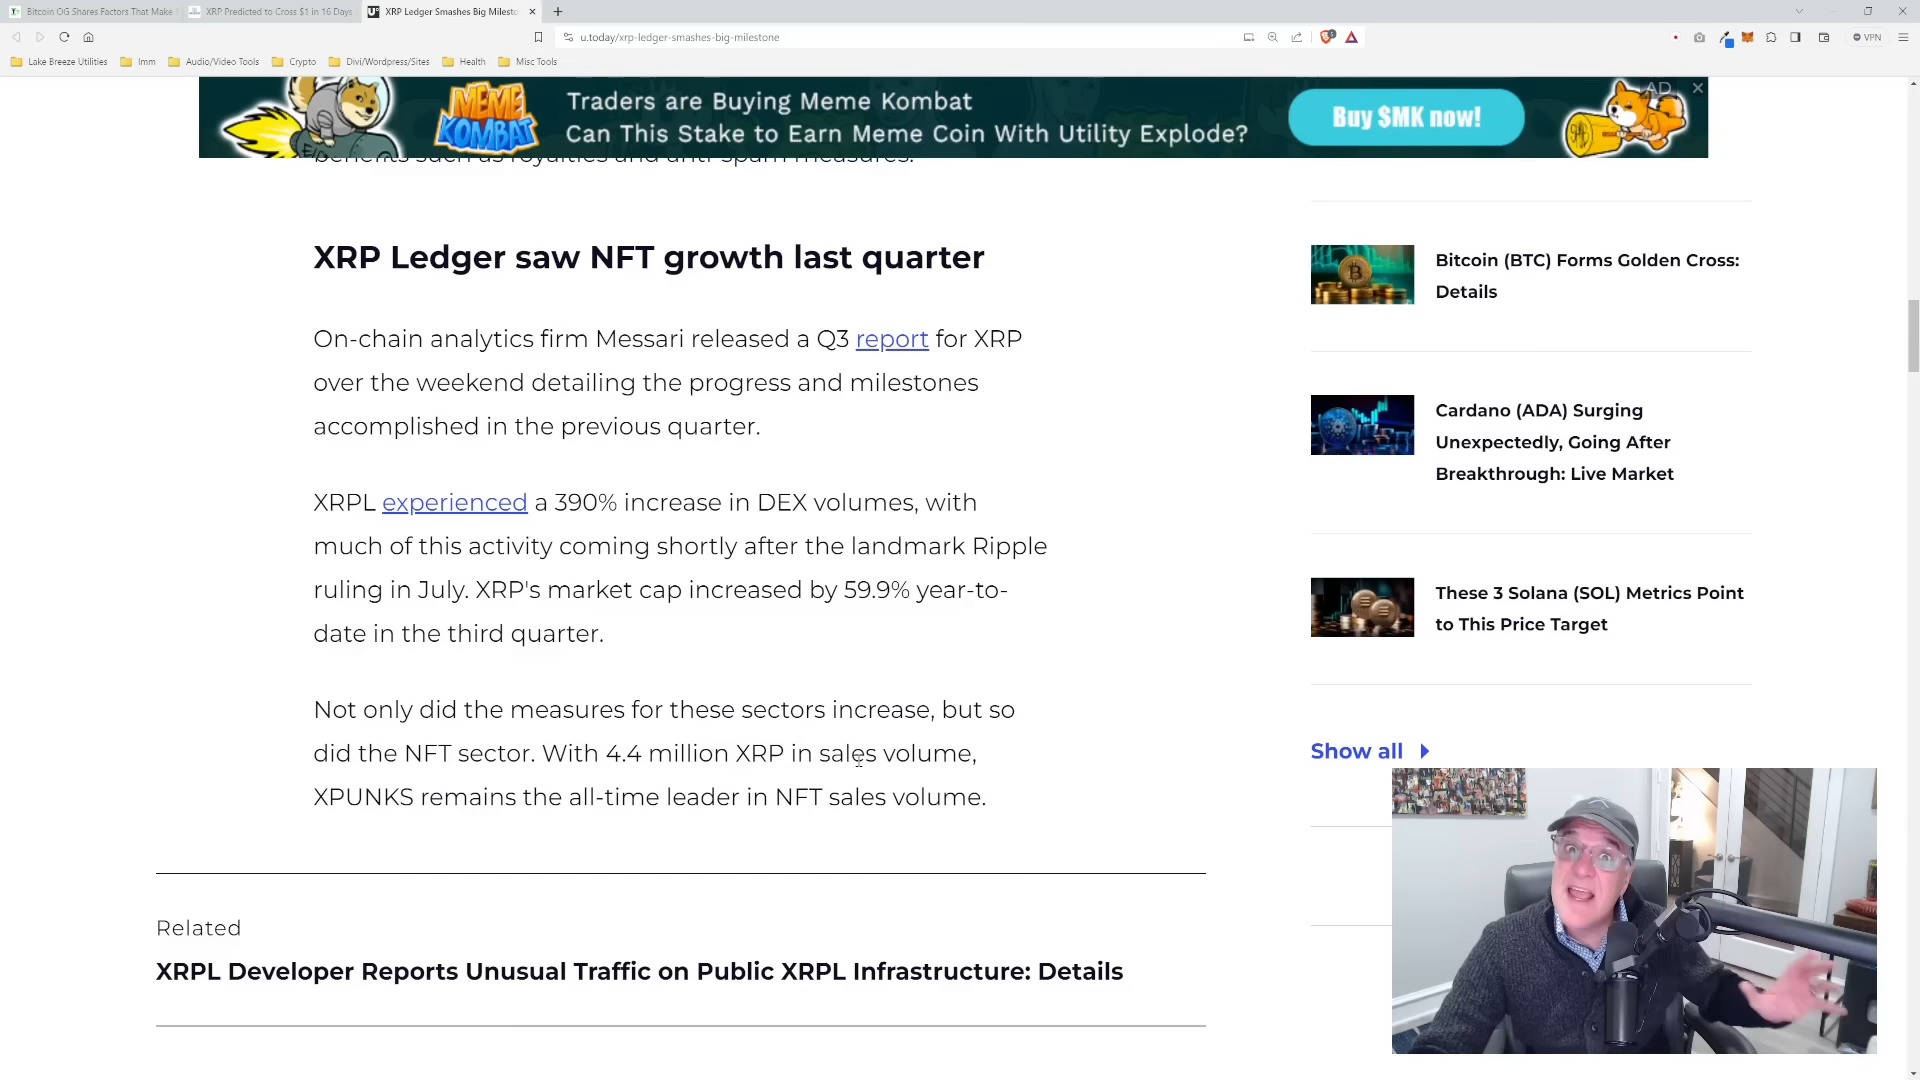 Bitcoin OG Shares Factors That Make
XRP Predicted to Cross $1 in 16 Days
XRP Ledger Smashes Big Milesto
u.today/xrp-ledger-smashes-big-milestone
VPN
Lake Breeze Utilities
Imm
Audio/Video Tools
Crypto
Divi/Wordpress/Sites
Health
Misc Tools
MEME KOMBAT
Traders are Buying Meme Kombat
Can This Stake to Earn Meme Coin With Utility Explode?
Buy $MK now!
AD
benefits such as royalties and anti-spam measures.
XRP Ledger saw NFT growth last quarter
On-chain analytics firm Messari released a Q3 report for XRP
over the weekend detailing the progress and milestones
accomplished in the previous quarter.
XRPL experienced a 390% increase in DEX volumes, with
much of this activity coming shortly after the landmark Ripple
ruling in July. XRP's market cap increased by 59.9% year-to-
date in the third quarter.
Not only did the measures for these sectors increase, but so
did the NFT sector. With 4.4 million XRP in sales volume,
XPUNKS remains the all-time leader in NFT sales volume.
Related
XRPL Developer Reports Unusual Traffic on Public XRPL Infrastructure: Details
Bitcoin (BTC) Forms Golden Cross:
Details
Cardano (ADA) Surging
Unexpectedly, Going After
Breakthrough: Live Market
These 3 Solana (SOL) Metrics Point
to This Price Target
Show all